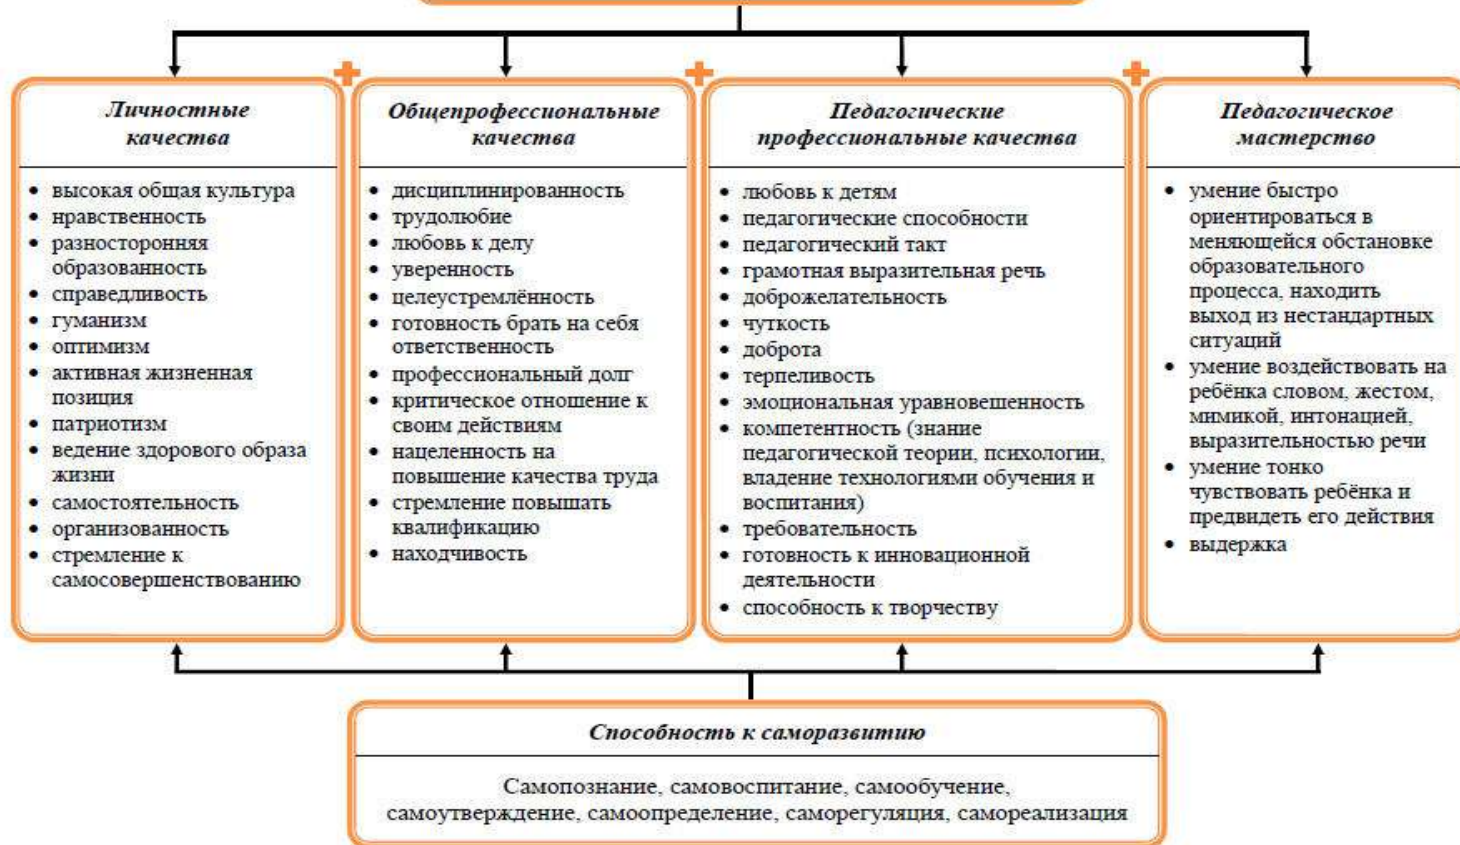 Личностные
качества
• высокая общая культура
• нравственность
• разносторонняя
образованность
• справедливость
• гуманизм
• оптимизм
• активная жизненная
позиция
• патриотизм
• ведение здорового образа
жизни
• самостоятельность
• организованность
• стремление к
самосовершенствованию
Общепрофессиональные
качества
• дисциплинированность
• трудолюбие
• любовь к делу
• уверенность
• целеустремлённость
• готовность брать на себя
ответственность
• профессиональный долг
• критическое отношение к
своим действиям
• нацеленность на
повышение качества труда
• стремление повышать
квалификацию
• находчивость
Педагогические
профессиональные качества
• любовь к детям
• педагогические способности
• педагогический такт
• грамотная выразительная речь
• доброжелательность
• чуткость
• доброта
• терпеливость
• эмоциональная уравновешенность
• компетентность (знание
педагогической теории, психологии,
владение технологиями обучения и
воспитания)
• требовательность
• готовность к инновационной
деятельности
• способность к творчеству
Педагогическое
мастерство
• умение быстро
ориентироваться в
меняющейся обстановке
образовательного
процесса, находить
выход из нестандартных
ситуаций
• умение воздействовать на
ребёнка словом, жестом,
мимикой, интонацией,
выразительностью речи
• умение тонко
чувствовать ребёнка и
предвидеть его действия
• выдержка
Способность к саморазвитию
Самопознание, самовоспитание, самообучение,
самоутверждение, самоопределение, саморегуляция, самореализация